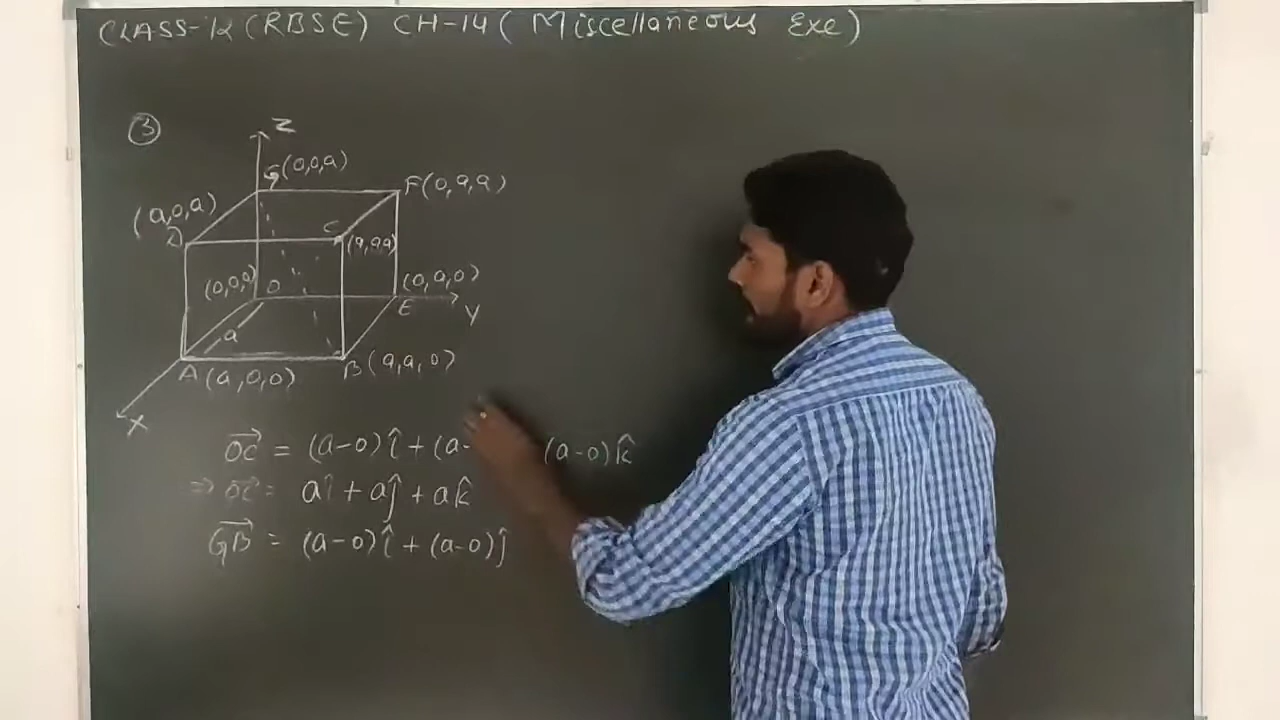 CLASS-12 (RBSE) CH-14 ( Miscellaneous Exe )
③
Z
G (0,0,a)
F (0,a,a)
(a,0,a)
D
C
(a,a,a)
(0,0,0) O
(0,a,0)
E
Y
a
A (a,0,0)
B (a,a,0)
X
OC⃗ = (a-0)î + (a- (a-0)k̂
⇒ OC⃗ = aî + aĵ + ak̂
GB⃗ = (a-0)î + (a-0)ĵ